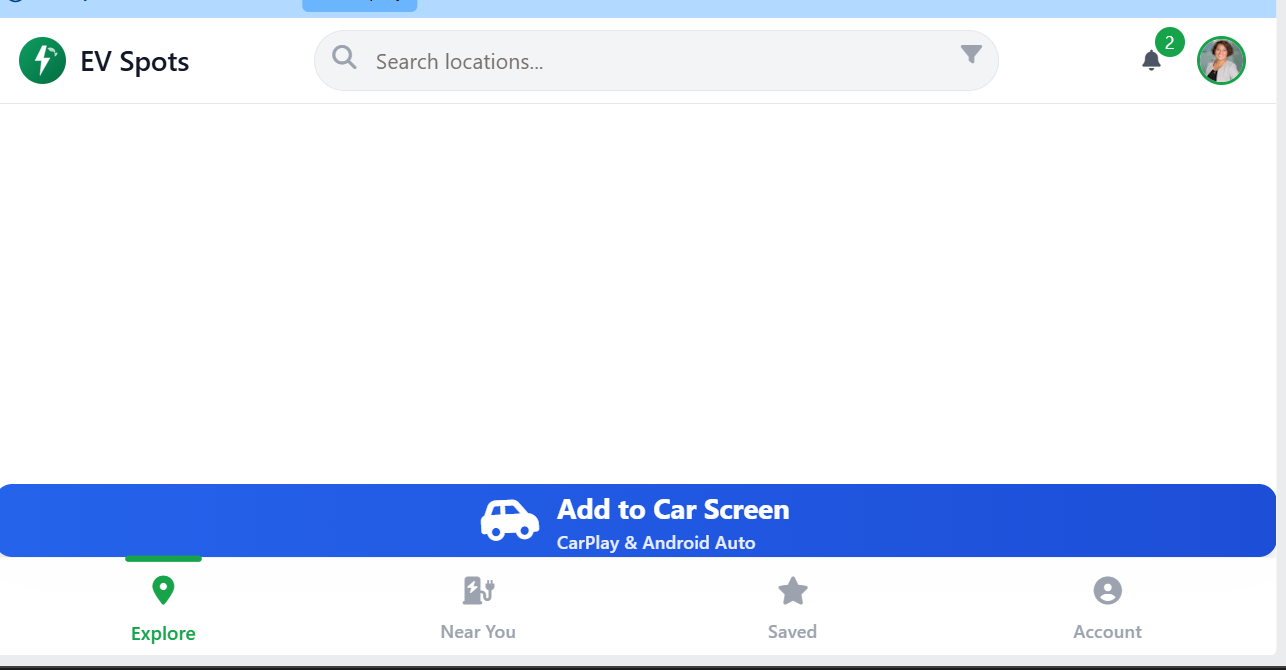 EV Spots
Search locations...
2
Add to Car Screen
CarPlay & Android Auto
Explore
Near You
Saved
Account